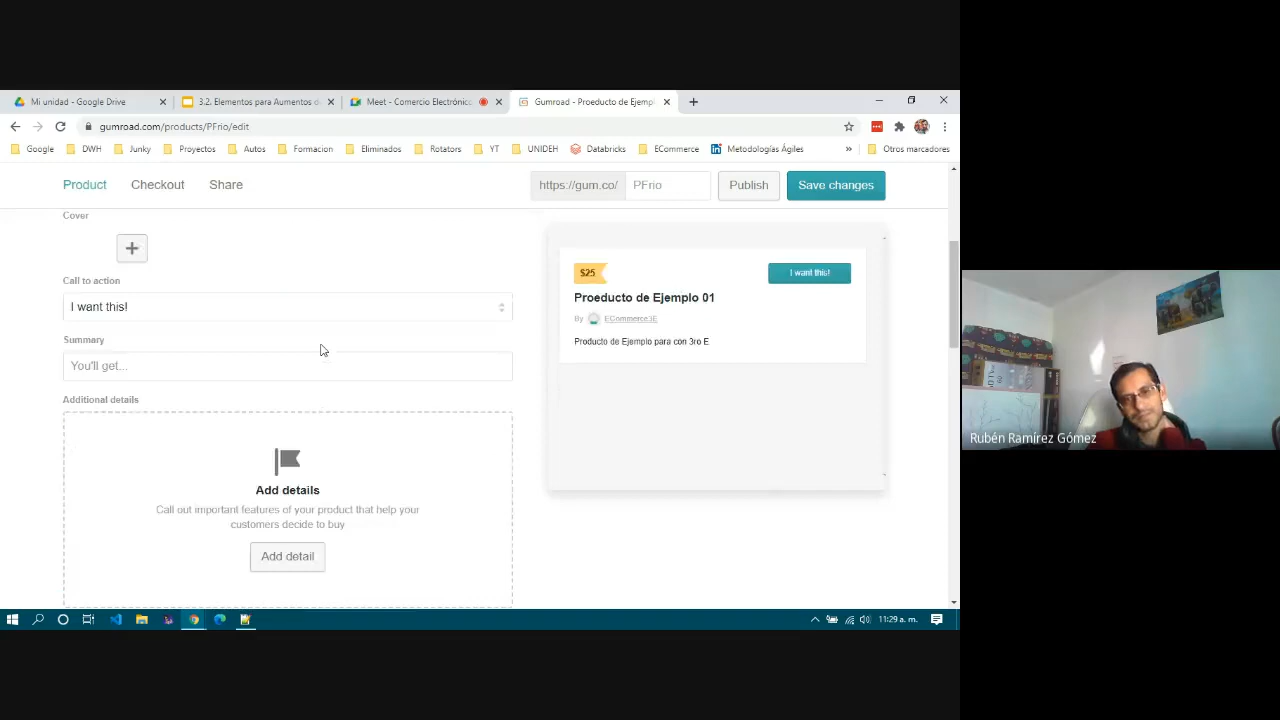 Mi unidad - Google Drive
3.2. Elementos para Aumentos d
Meet - Comercio Electrónico
Gumroad - Proeducto de Ejempl
gumroad.com/products/PFrio/edit
Google
DWH
Junky
Proyectos
Autos
Formacion
Eliminados
Rotators
YT
UNIDEH
Databricks
ECommerce
Metodologías Ágiles
»
Otros marcadores
Product
Checkout
Share
https://gum.co/
PFrio
Publish
Save changes
Cover
Call to action
I want this!
Summary
You'll get...
Additional details
Add details
Call out important features of your product that help your
customers decide to buy
Add detail
$25
I want this!
Proeducto de Ejemplo 01
By ECommerce3E
Producto de Ejemplo para con 3ro E
Rubén Ramírez Gómez
11:29 a. m.